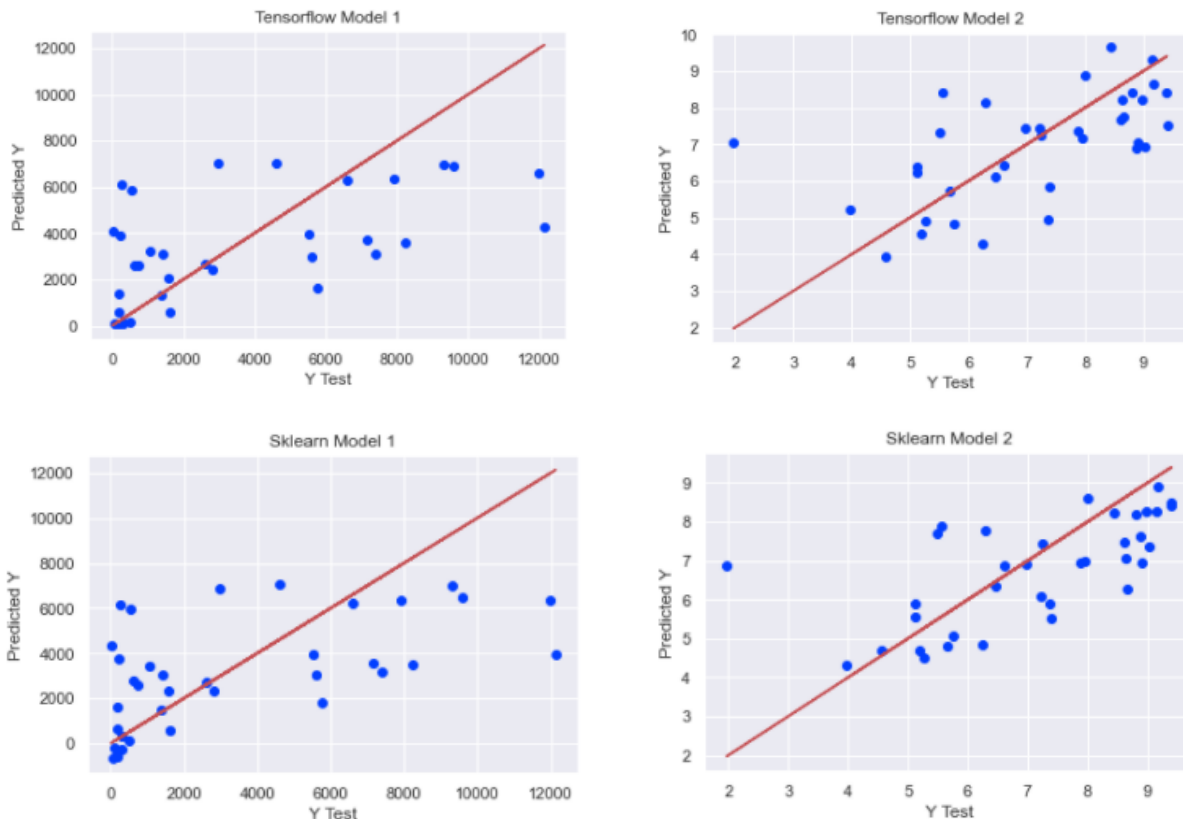 Tensorflow Model 1
12000
10000
8000
6000
4000
2000
0
Predicted Y
0 2000 4000 6000 8000 10000 12000
Y Test
Tensorflow Model 2
10
9
8
7
6
5
4
3
2
Predicted Y
2 3 4 5 6 7 8 9
Y Test
Sklearn Model 1
12000
10000
8000
6000
4000
2000
0
Predicted Y
0 2000 4000 6000 8000 10000 12000
Y Test
Sklearn Model 2
9
8
7
6
5
4
3
2
Predicted Y
2 3 4 5 6 7 8 9
Y Test